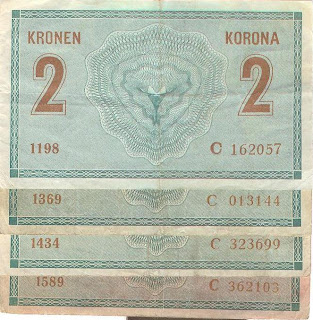 KRONEN KORONA
2 2
1198 C 162057
1369 C 013144
1434 C 323699
1589 C 362103